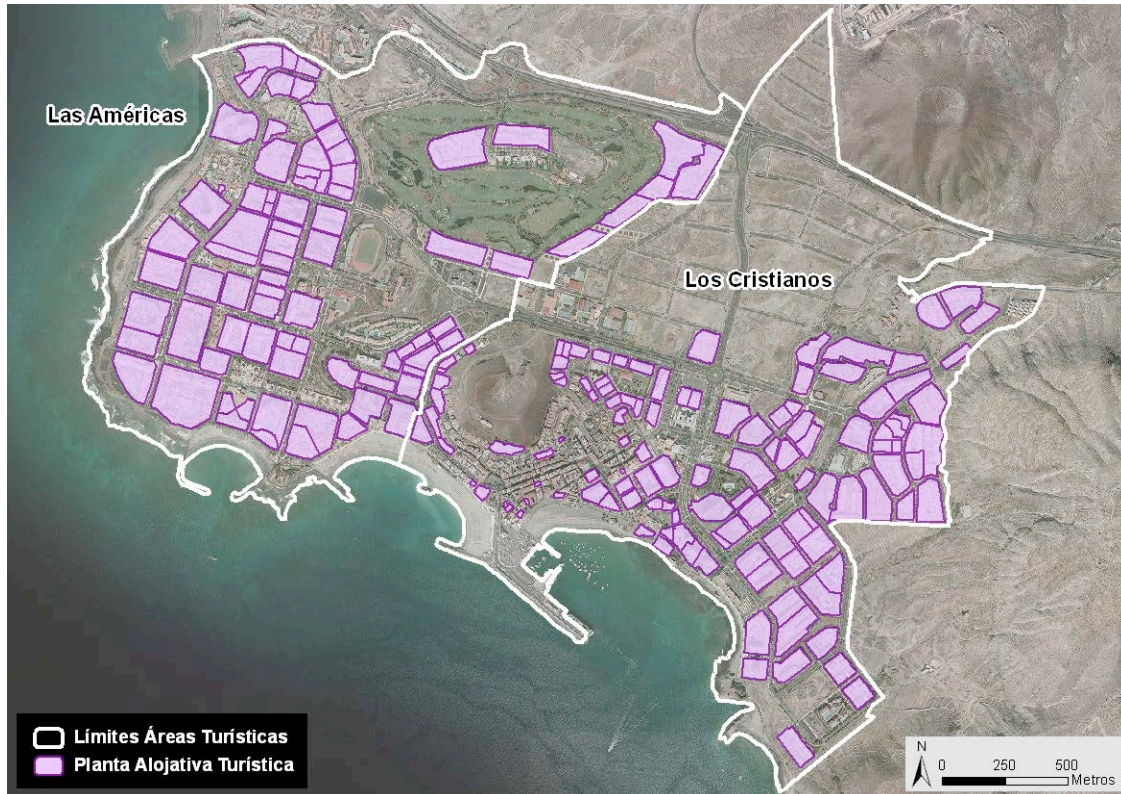 Las Américas
Los Cristianos
Límites Áreas Turísticas
Planta Alojativa Turística
N
0 250 500
Metros